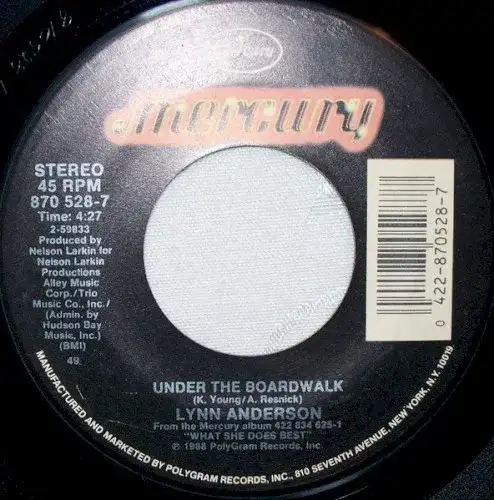 mercury
STEREO
45 RPM
870 528-7
Time: 4:27
2-59833
Produced by
Nelson Larkin for
Nelson Larkin
Productions
Alley Music
Corp./Trio
Music Co., Inc./
(Admin. by
Hudson Bay
Music, Inc.)
(BMI)
49.
0 422-870528-7
UNDER THE BOARDWALK
(K. Young/A. Resnick)
LYNN ANDERSON
From the Mercury album 422 834 625-1
"WHAT SHE DOES BEST"
℗ 1988 PolyGram Records, Inc.
MANUFACTURED AND MARKETED BY POLYGRAM RECORDS, INC., 810 SEVENTH AVENUE, NEW YORK, N.Y. 10019